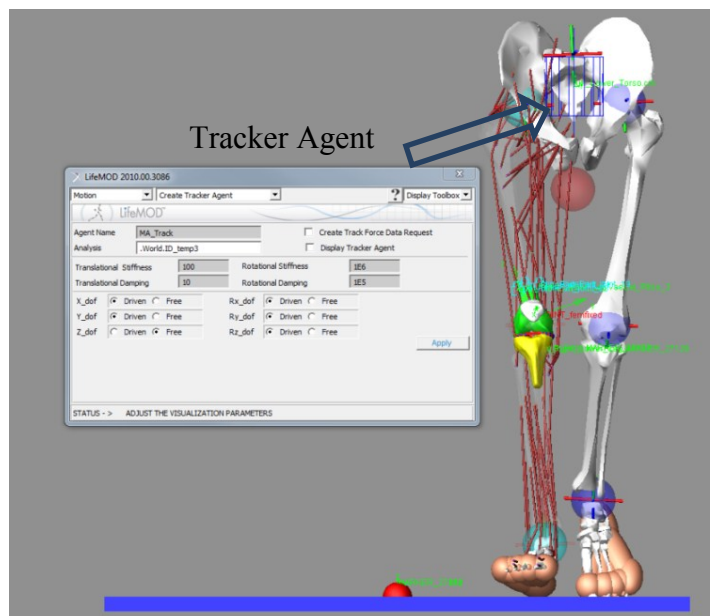 Tracker Agent
LifeMOD 2010.00.3086
Motion Create Tracker Agent ? Display Toolbox
LifeMOD
Agent Name MA_Track Create Track Force Data Request
Analysis .World.ID_temp3 Display Tracker Agent
Translational Stiffness 100 Rotational Stiffness 1E6
Translational Damping 10 Rotational Damping 1E5
X_dof Driven Free Rx_dof Driven Free
Y_dof Driven Free Ry_dof Driven Free
Z_dof Driven Free Rz_dof Driven Free
Apply
STATUS - > ADJUST THE VISUALIZATION PARAMETERS